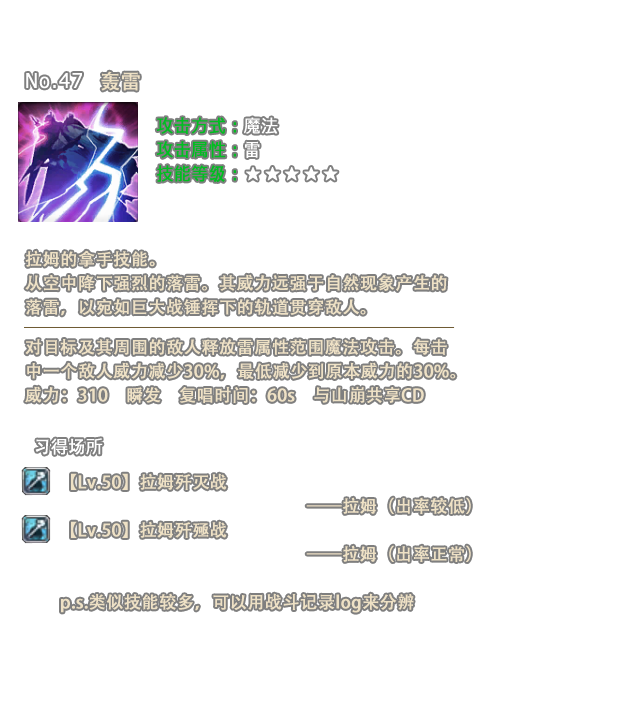 No.47 轰雷
攻击方式：魔法
攻击属性：雷
技能等级：☆☆☆☆☆
拉姆的拿手技能。
从空中降下强烈的落雷。其威力远强于自然现象产生的
落雷，以宛如巨大战锤挥下的轨道贯穿敌人。
对目标及其周围的敌人释放雷属性范围魔法攻击。每击
中一个敌人威力减少30%，最低减少到原本威力的30%。
威力：310 瞬发 复唱时间：60s 与山崩共享CD
习得场所
【Lv.50】拉姆歼灭战
——拉姆（出率较低）
【Lv.50】拉姆歼殛战
——拉姆（出率正常）
p.s.类似技能较多，可以用战斗记录log来分辨